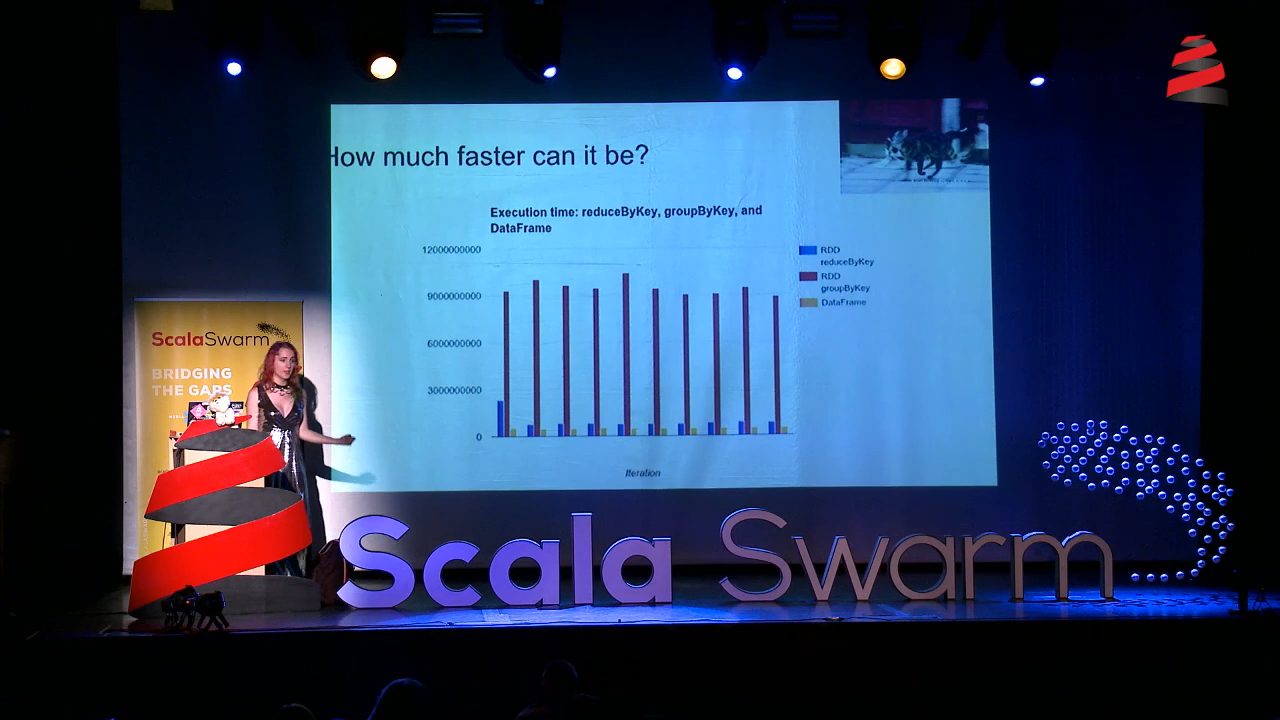 How much faster can it be?
Execution time: reduceByKey, groupByKey, and
DataFrame
12000000000
9000000000
6000000000
3000000000
0
Iteration
RDD
reduceByKey
RDD
groupByKey
DataFrame
ScalaSwarm
BRIDGING
THE GAPS
Scala Swarm